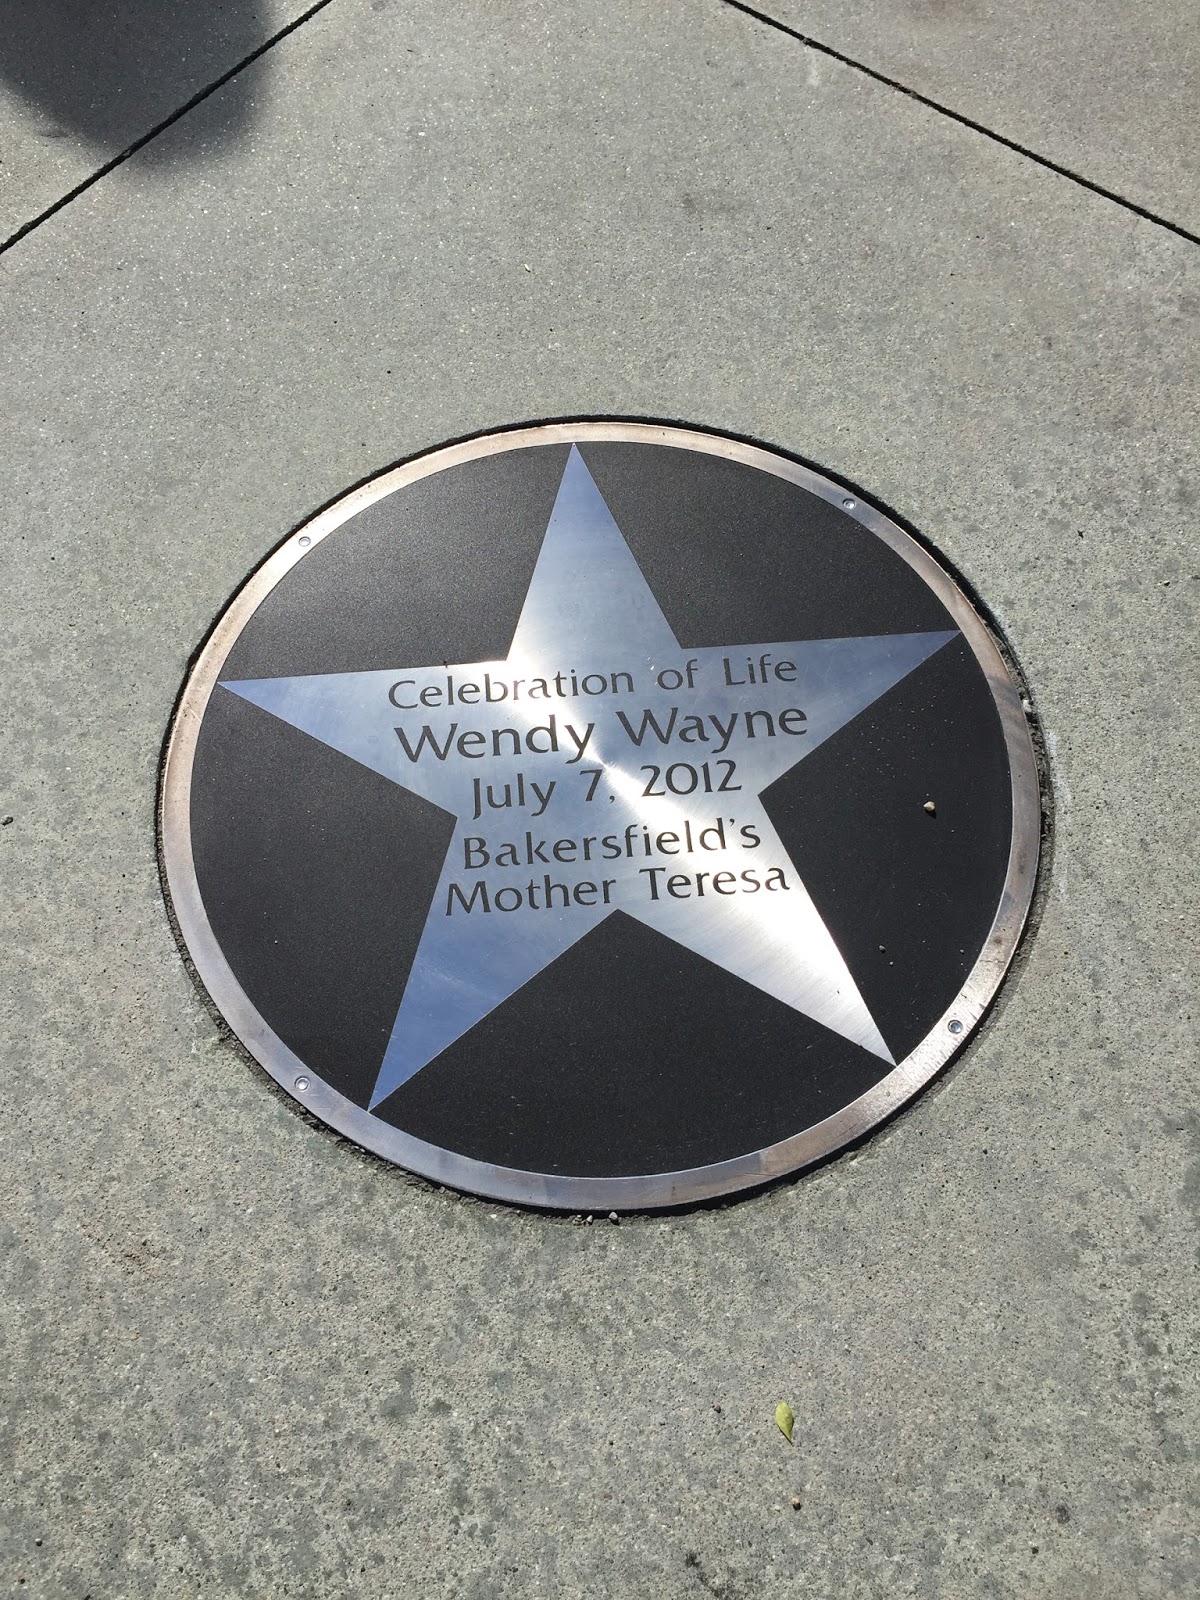 Celebration of Life
Wendy Wayne
July 7, 2012
Bakersfield's
Mother Teresa